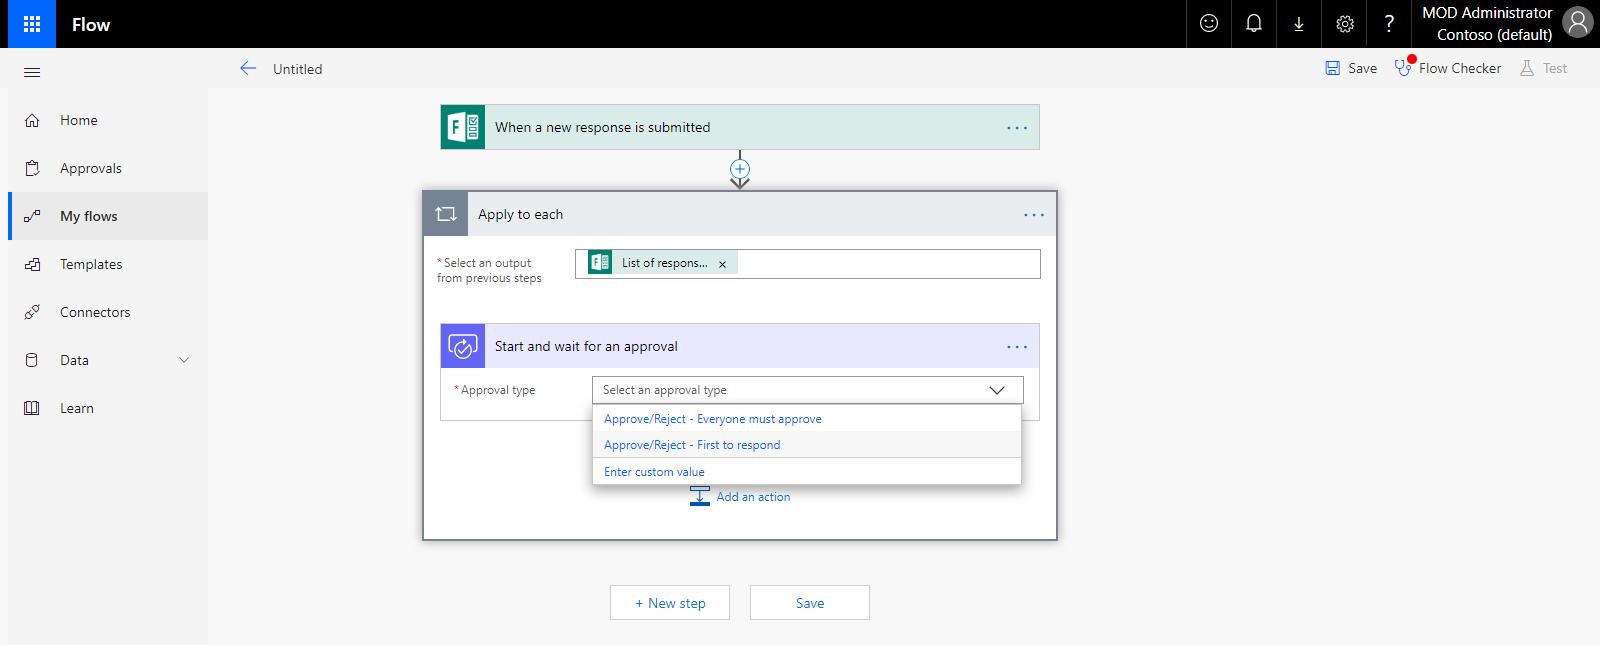 Flow
MOD Administrator
Contoso (default)
?
Untitled
Save
Flow Checker
Test
Home
Approvals
My flows
Templates
Connectors
Data
Learn
F
When a new response is submitted
...
+
Apply to each
...
*Select an output
from previous steps
F
List of respons... x
Start and wait for an approval
...
*Approval type
Select an approval type
Approve/Reject - Everyone must approve
Approve/Reject - First to respond
Enter custom value
Add an action
+ New step
Save